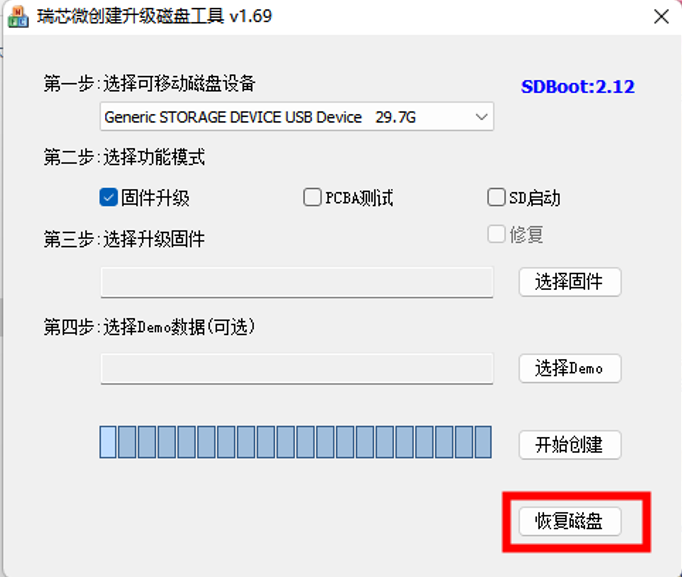 瑞芯微创建升级磁盘工具 v1.69
第一步:选择可移动磁盘设备
SDBoot:2.12
Generic STORAGE DEVICE USB Device 29.7G
第二步:选择功能模式
固件升级 PCBA测试 SD启动
修复
第三步:选择升级固件
选择固件
第四步:选择Demo数据(可选)
选择Demo
开始创建
恢复磁盘